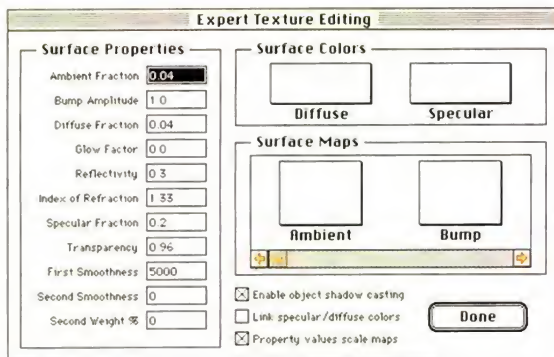 Expert Texture Editing
Surface Properties
Ambient Fraction 0.04
Bump Amplitude 1.0
Diffuse Fraction 0.04
Glow Factor 0.0
Reflectivity 0.3
Index of Refraction 1.33
Specular Fraction 0.2
Transparency 0.96
First Smoothness 5000
Second Smoothness 0
Second Weight % 0
Surface Colors
Diffuse Specular
Surface Maps
Ambient Bump
Enable object shadow casting
Link specular/diffuse colors
Property values scale maps
Done